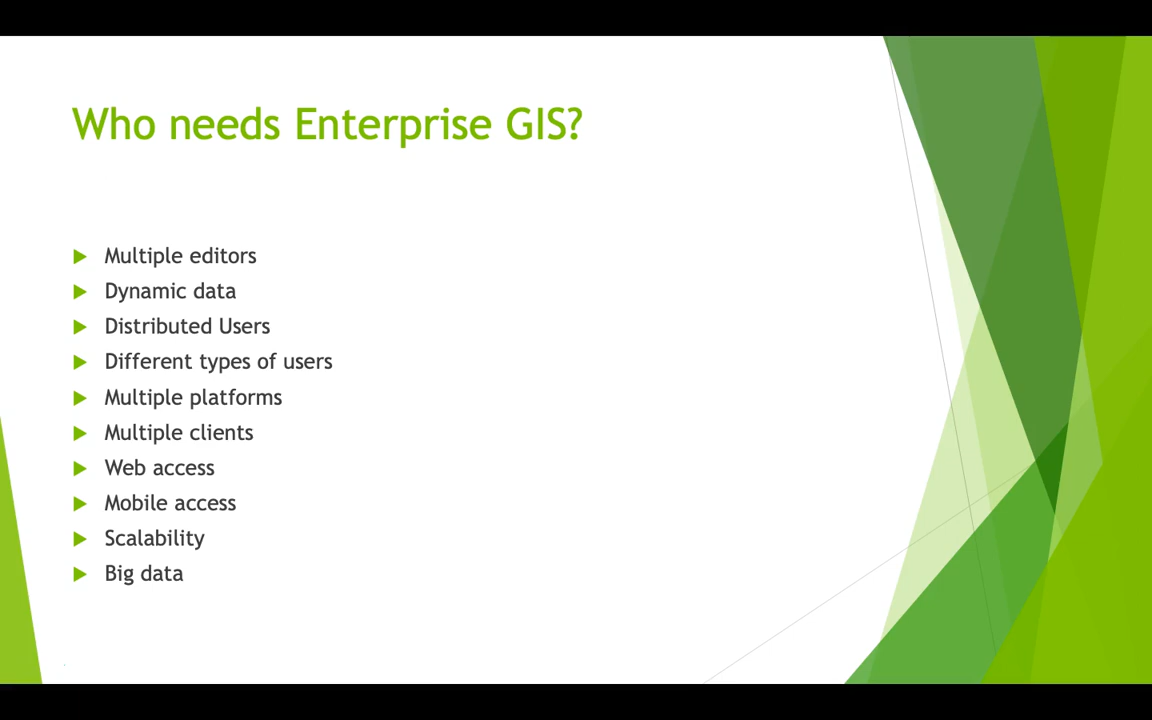 Who needs Enterprise GIS?
Multiple editors
Dynamic data
Distributed Users
Different types of users
Multiple platforms
Multiple clients
Web access
Mobile access
Scalability
Big data